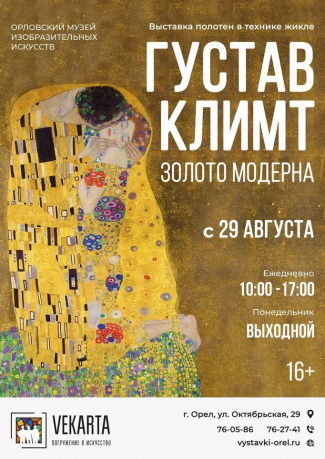 ОРЛОВСКИЙ МУЗЕЙ
ИЗОБРАЗИТЕЛЬНЫХ
ИСКУССТВ
Выставка полотен в технике жикле
ГУСТАВ
КЛИМТ
ЗОЛОТО МОДЕРНА
с 29 АВГУСТА
Ежедневно
10:00 -17:00
Понедельник
ВЫХОДНОЙ
16+
VEKARTA
ПОГРУЖЕНИЕ В ИСКУССТВО
г. Орел, ул. Октябрьская, 29
76-05-86 76-27-41
vystavki-orel.ru